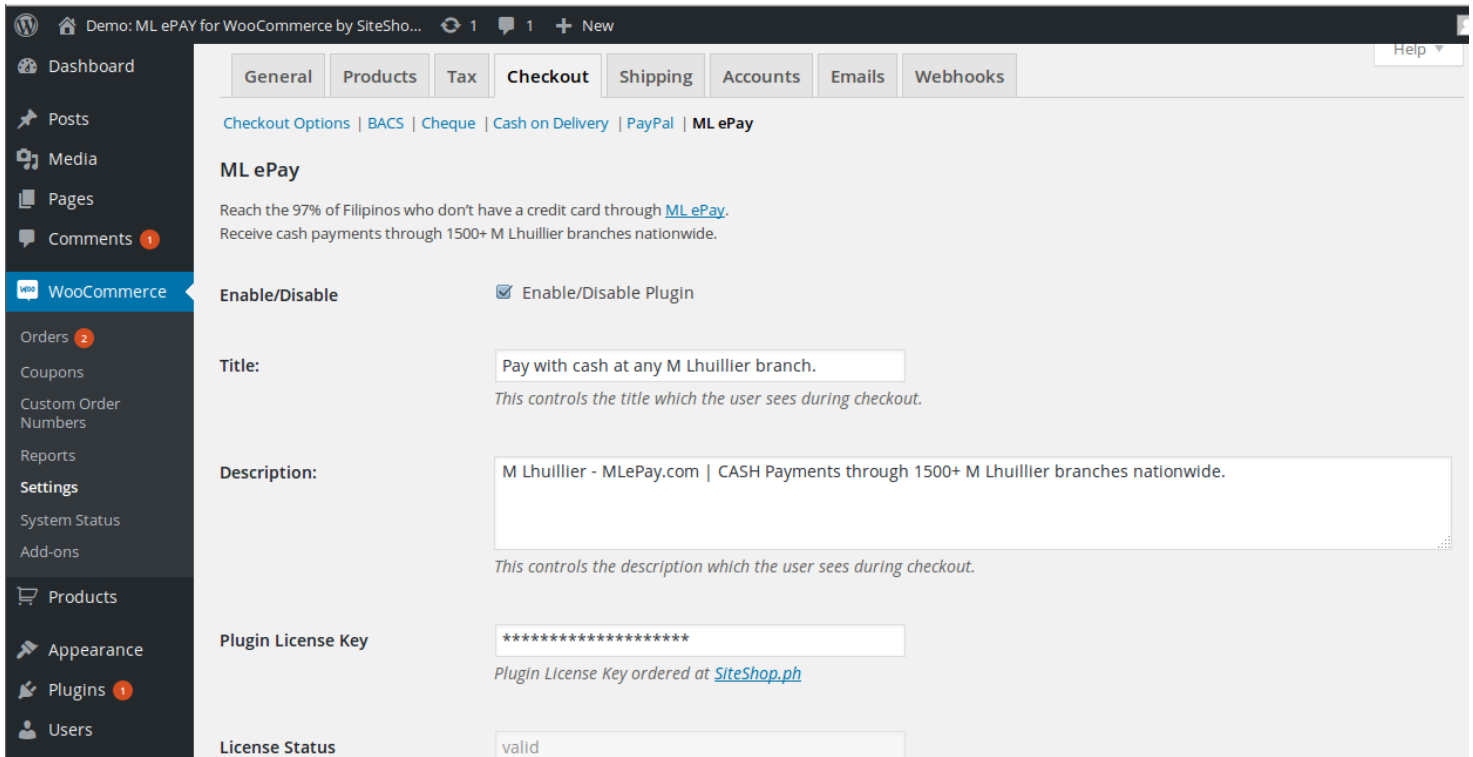 Demo: ML ePAY for WooCommerce by SiteSho... 1 1 + New
Help
Dashboard
Posts
Media
Pages
Comments 1
Woo WooCommerce
Orders 2
Coupons
Custom Order
Numbers
Reports
Settings
System Status
Add-ons
Products
Appearance
Plugins 1
Users
General Products Tax Checkout Shipping Accounts Emails Webhooks
Checkout Options | BACS | Cheque | Cash on Delivery | PayPal | ML ePay
ML ePay
Reach the 97% of Filipinos who don’t have a credit card through ML ePay.
Receive cash payments through 1500+ M Lhuillier branches nationwide.
Enable/Disable Enable/Disable Plugin
Title: Pay with cash at any M Lhuillier branch.
This controls the title which the user sees during checkout.
Description: M Lhuillier - MLePay.com | CASH Payments through 1500+ M Lhuillier branches nationwide.
This controls the description which the user sees during checkout.
Plugin License Key ********************
Plugin License Key ordered at SiteShop.ph
License Status valid